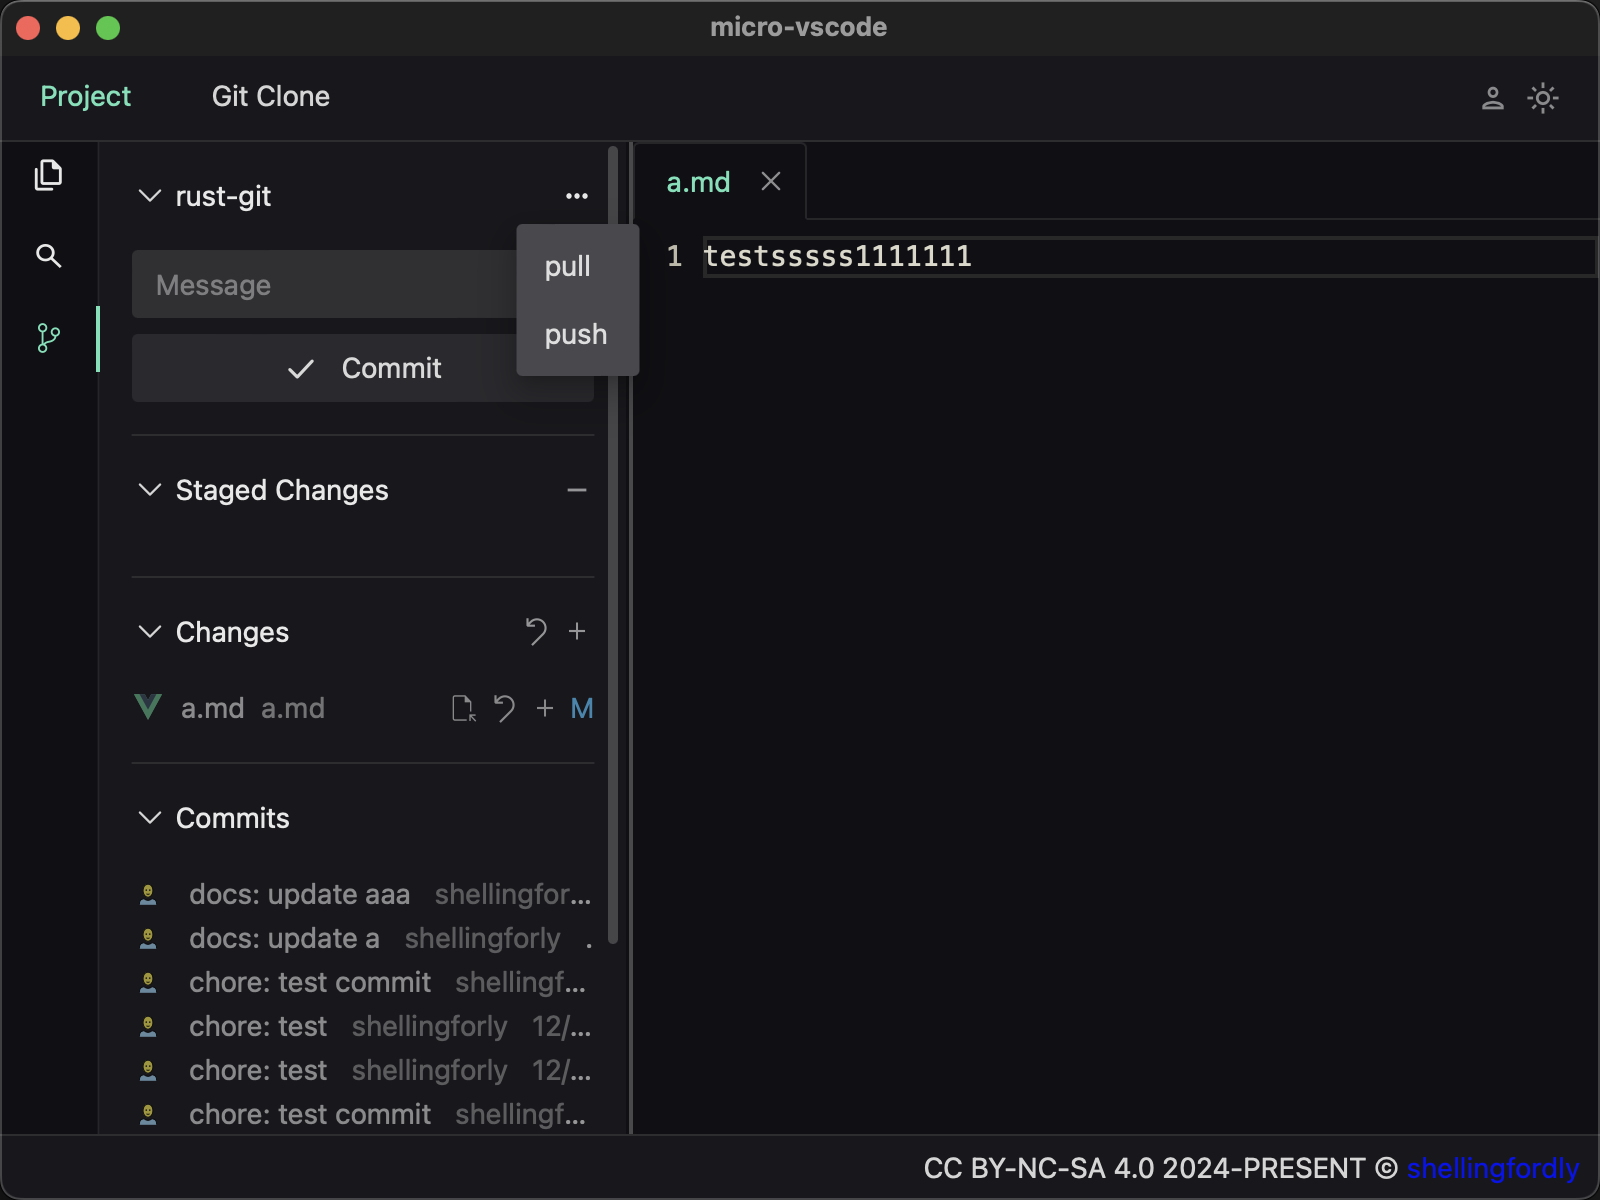 micro-vscode
Project Git Clone
rust-git ...
pull
push
Message
Commit
Staged Changes
Changes
a.md a.md M
Commits
docs: update aaa shellingfor...
docs: update a shellingforly .
chore: test commit shellingf...
chore: test shellingforly 12/...
chore: test shellingforly 12/...
chore: test commit shellingf...
a.md
1 testsssss1111111
CC BY-NC-SA 4.0 2024-PRESENT © shellingfordly